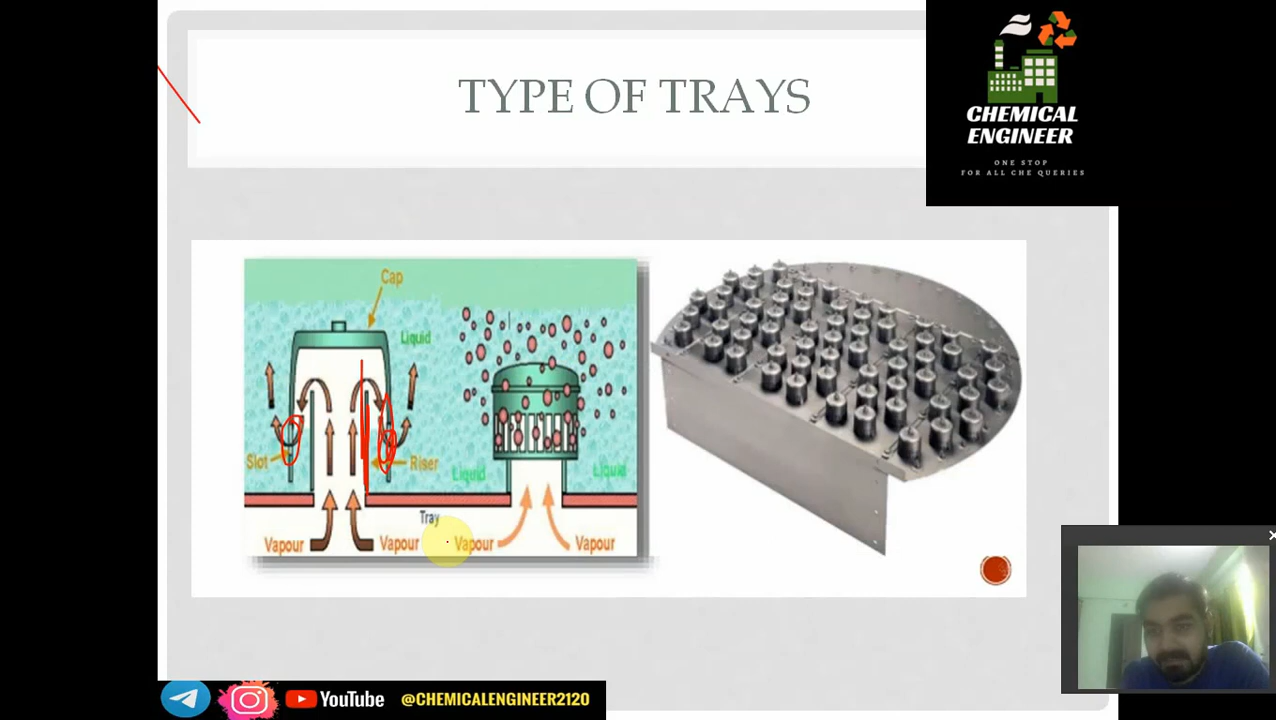 TYPE OF TRAYS
CHEMICAL
ENGINEER
ONE STOP
FOR ALL CHE QUERIES
Cap
Liquid
Slot
Riser
Liquid
Liquid
Tray
Vapour
Vapour
Vapour
Vapour
YouTube
@CHEMICALENGINEER2120